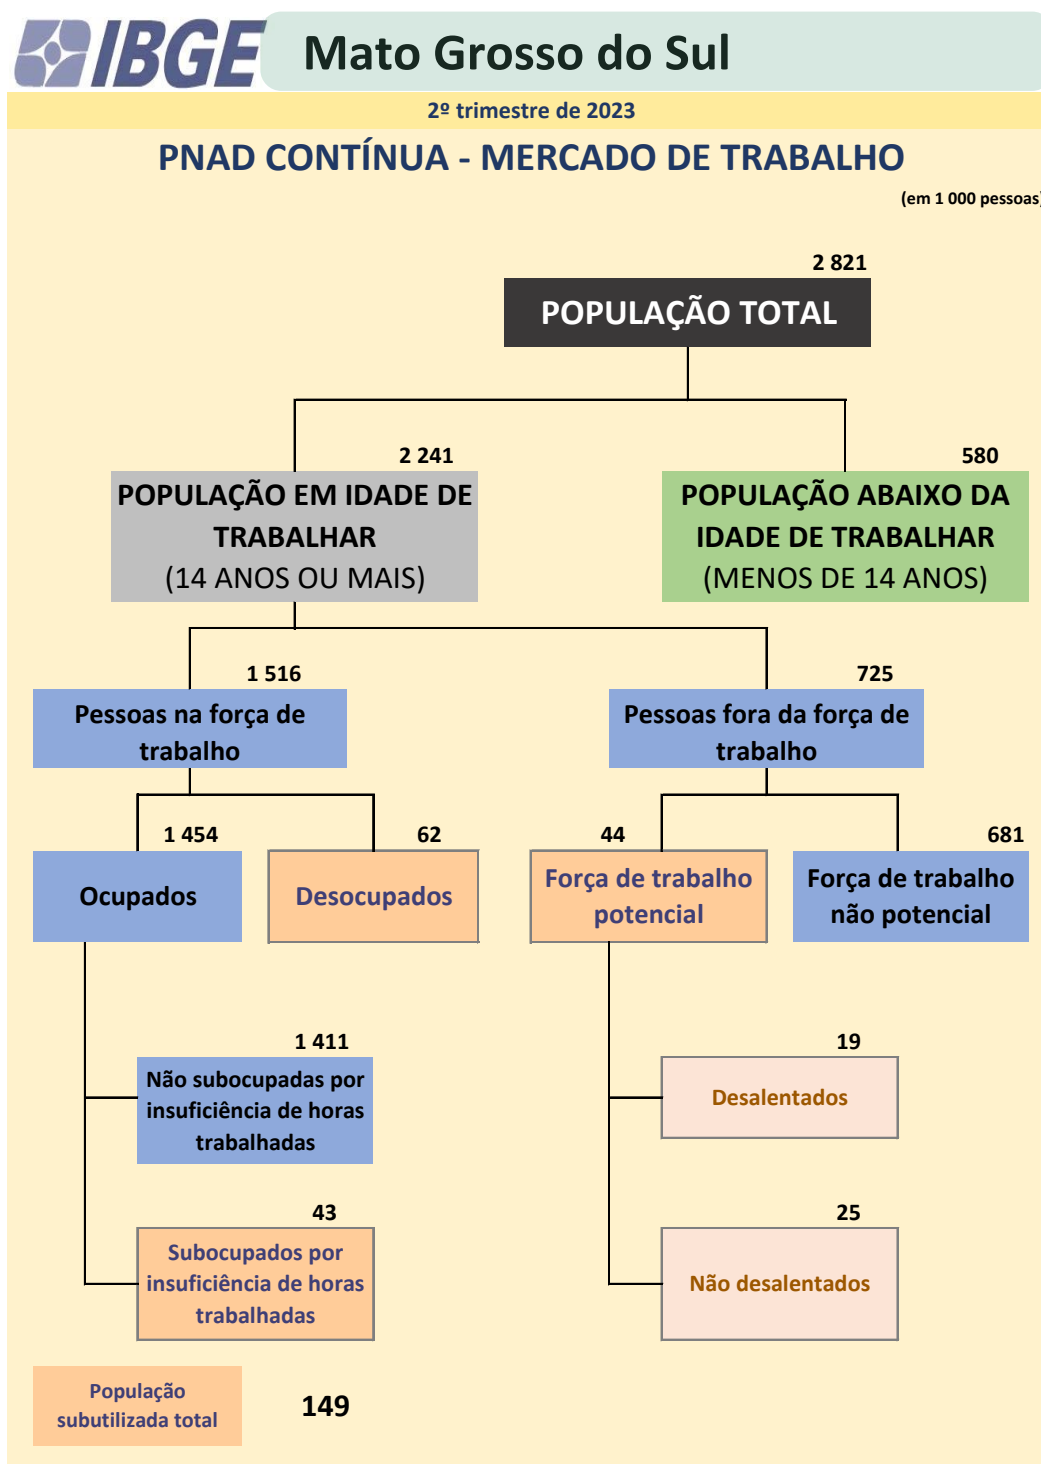 IBGE
Mato Grosso do Sul
2º trimestre de 2023
PNAD CONTÍNUA - MERCADO DE TRABALHO
(em 1 000 pessoas)
2 821
POPULAÇÃO TOTAL
2 241
POPULAÇÃO EM IDADE DE
TRABALHAR
(14 ANOS OU MAIS)
580
POPULAÇÃO ABAIXO DA
IDADE DE TRABALHAR
(MENOS DE 14 ANOS)
1 516
Pessoas na força de
trabalho
725
Pessoas fora da força de
trabalho
1 454
Ocupados
62
Desocupados
44
Força de trabalho
potencial
681
Força de trabalho
não potencial
1 411
Não subocupadas por
insuficiência de horas
trabalhadas
19
Desalentados
43
Subocupados por
insuficiência de horas
trabalhadas
25
Não desalentados
População
subutilizada total
149